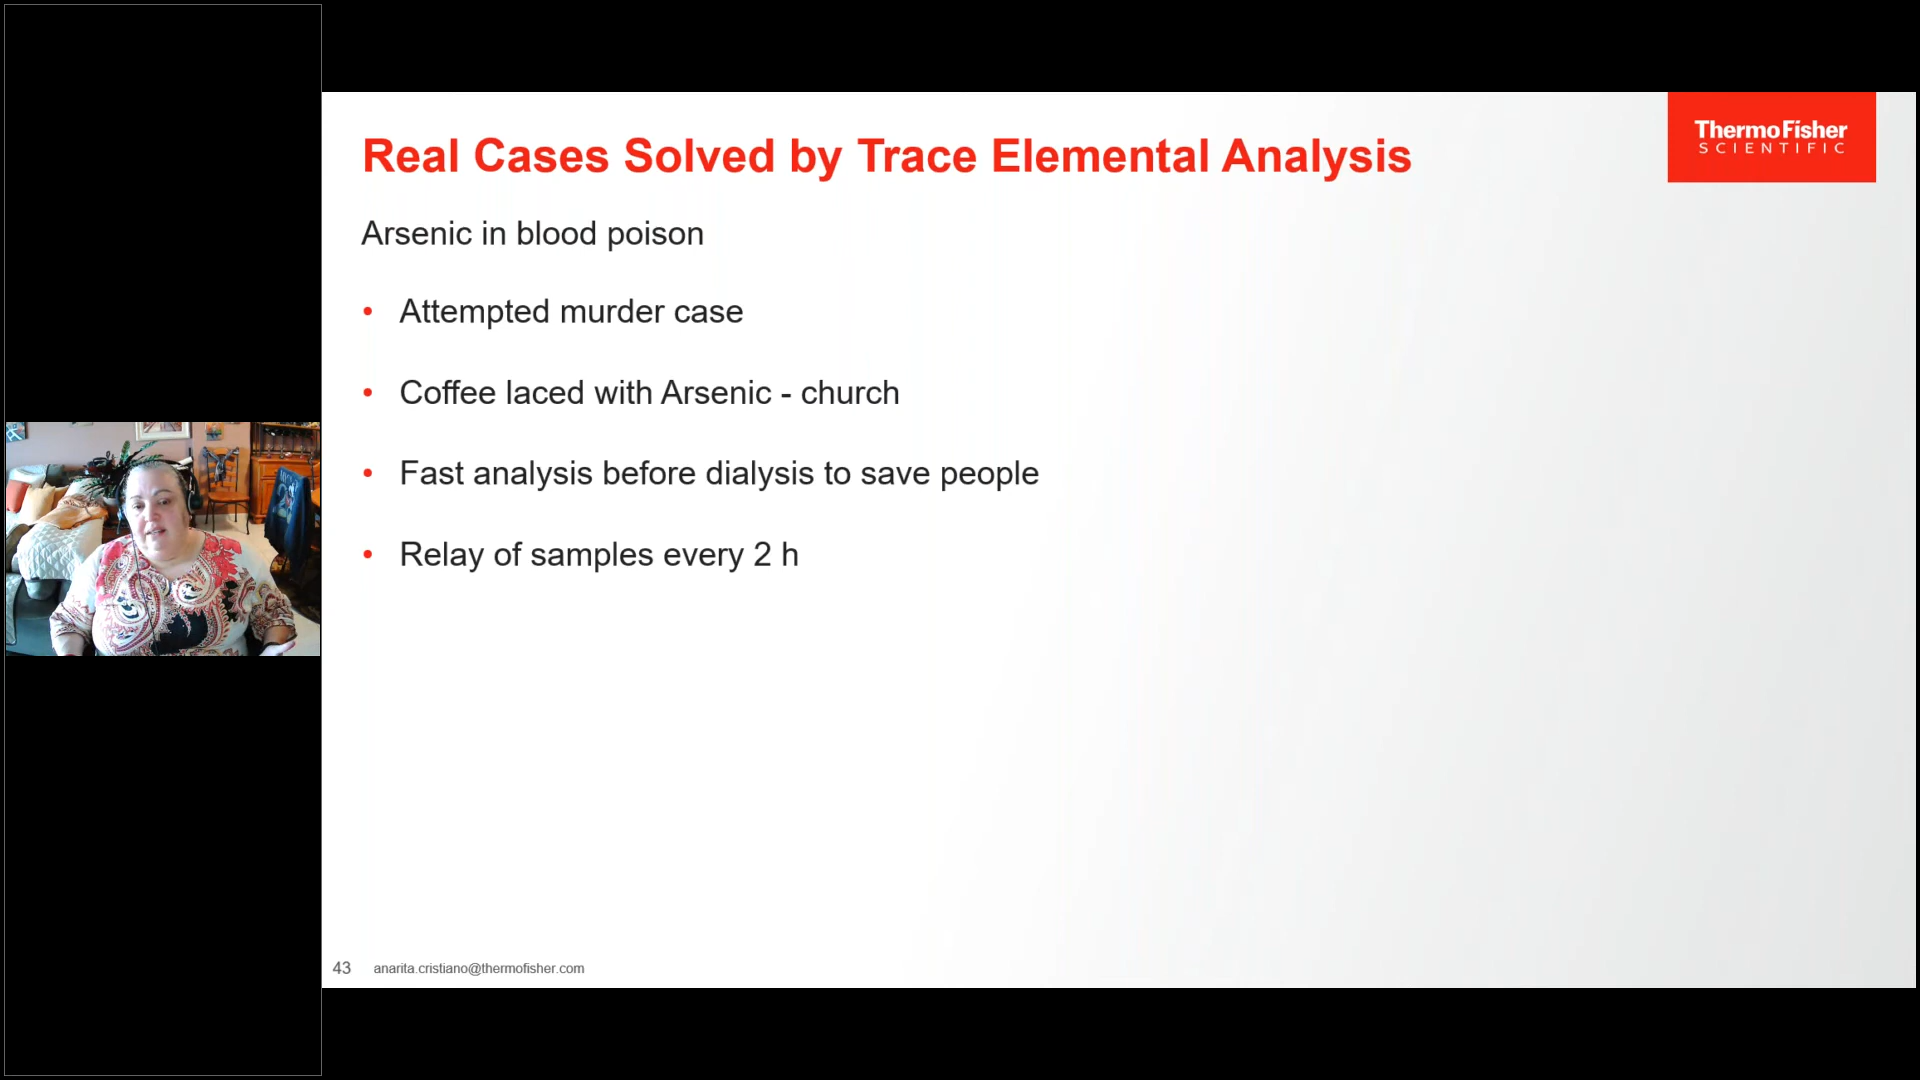 ThermoFisher
SCIENTIFIC
Real Cases Solved by Trace Elemental Analysis
Arsenic in blood poison
• Attempted murder case
• Coffee laced with Arsenic - church
• Fast analysis before dialysis to save people
• Relay of samples every 2 h
43 anarita.cristiano@thermofisher.com